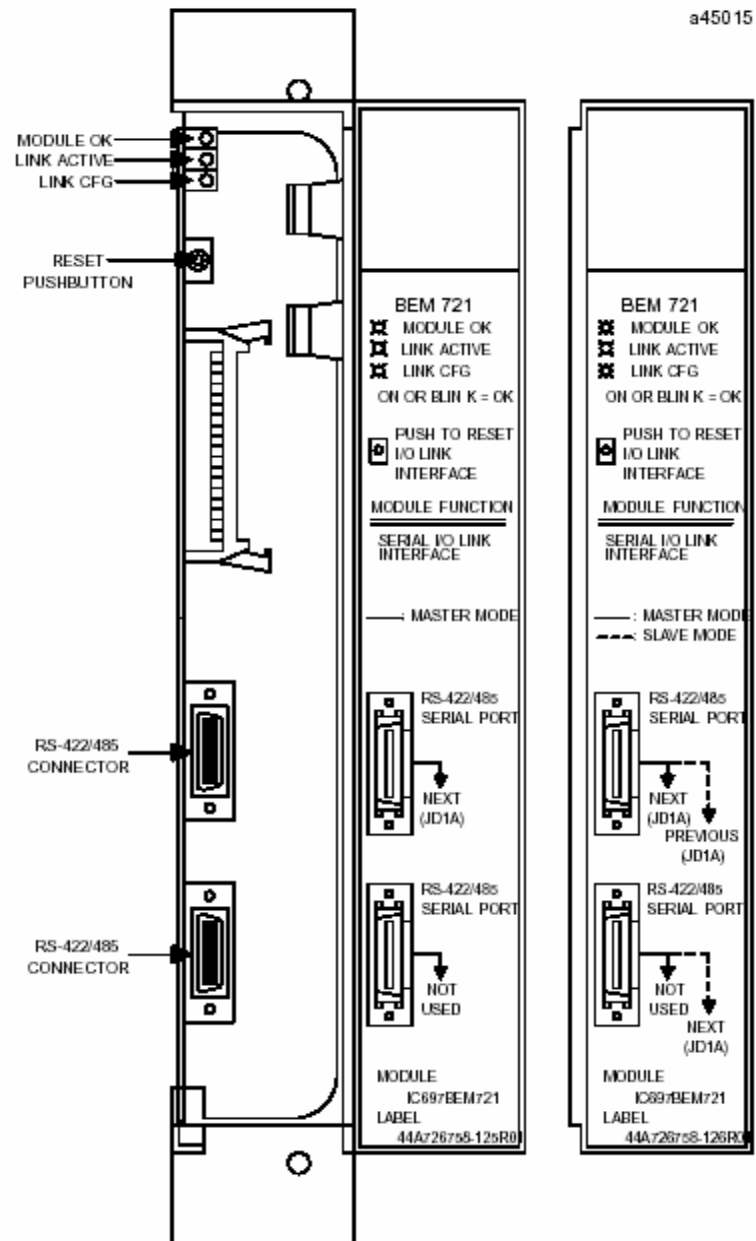 a45015
MODULE OK
LINK ACTIVE
LINK CFG
RESET
PUSHBUTTON
RS-422/485
CONNECTOR
RS-422/485
CONNECTOR
BEM 721
MODULE OK
LINK ACTIVE
LINK CFG
ON OR BLIN K = OK
PUSH TO RESET
I/O LINK
INTERFACE
MODULE FUNCTION
SERIAL I/O LINK
INTERFACE
: MASTER MODE
RS-422/485
SERIAL PORT
NEXT
(JD1A)
RS-422/485
SERIAL PORT
NOT
USED
MODULE
IC697BEM721
LABEL
44A726758-125R01
BEM 721
MODULE OK
LINK ACTIVE
LINK CFG
ON OR BLIN K = OK
PUSH TO RESET
I/O LINK
INTERFACE
MODULE FUNCTION
SERIAL I/O LINK
INTERFACE
: MASTER MODE
: SLAVE MODE
RS-422/485
SERIAL PORT
NEXT
(JD1A)
PREVIOUS
(JD1A)
RS-422/485
SERIAL PORT
NOT
USED
NEXT
(JD1A)
MODULE
IC697BEM721
LABEL
44A726758-126R01